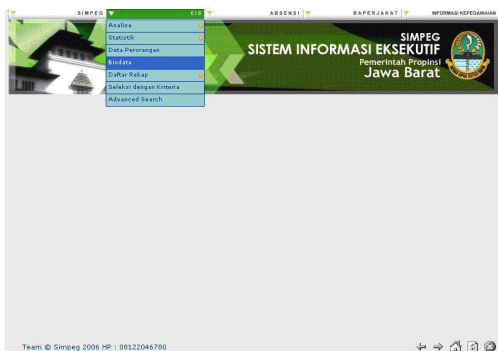 SIMPEG
EIS
ABSENSI
BAPERJAKAT
INFORMASI KEPEGAWAIAN
Analisa
Statistik
Data Perorangan
Biodata
Daftar Rekap
Seleksi dengan Kriteria
Advanced Search
SIMPEG
SISTEM INFORMASI EKSEKUTIF
Pemerintah Propinsi
Jawa Barat
Team © Simpeg 2006 HP : 08122046780